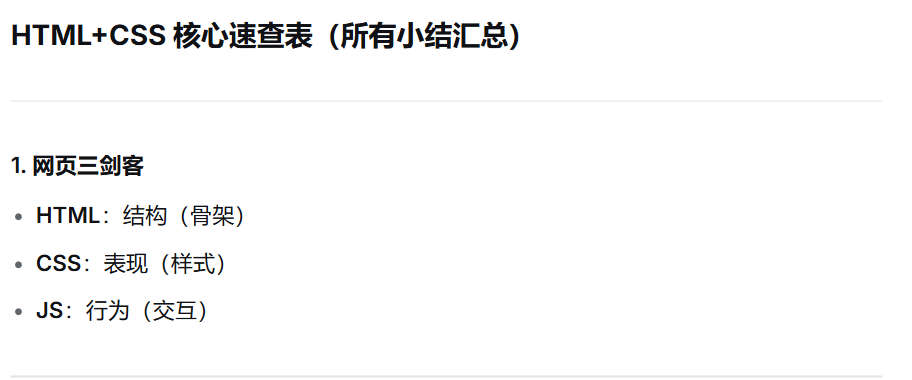 HTML+CSS 核心速查表（所有小结汇总）
1. 网页三剑客
• HTML：结构（骨架）
• CSS：表现（样式）
• JS：行为（交互）